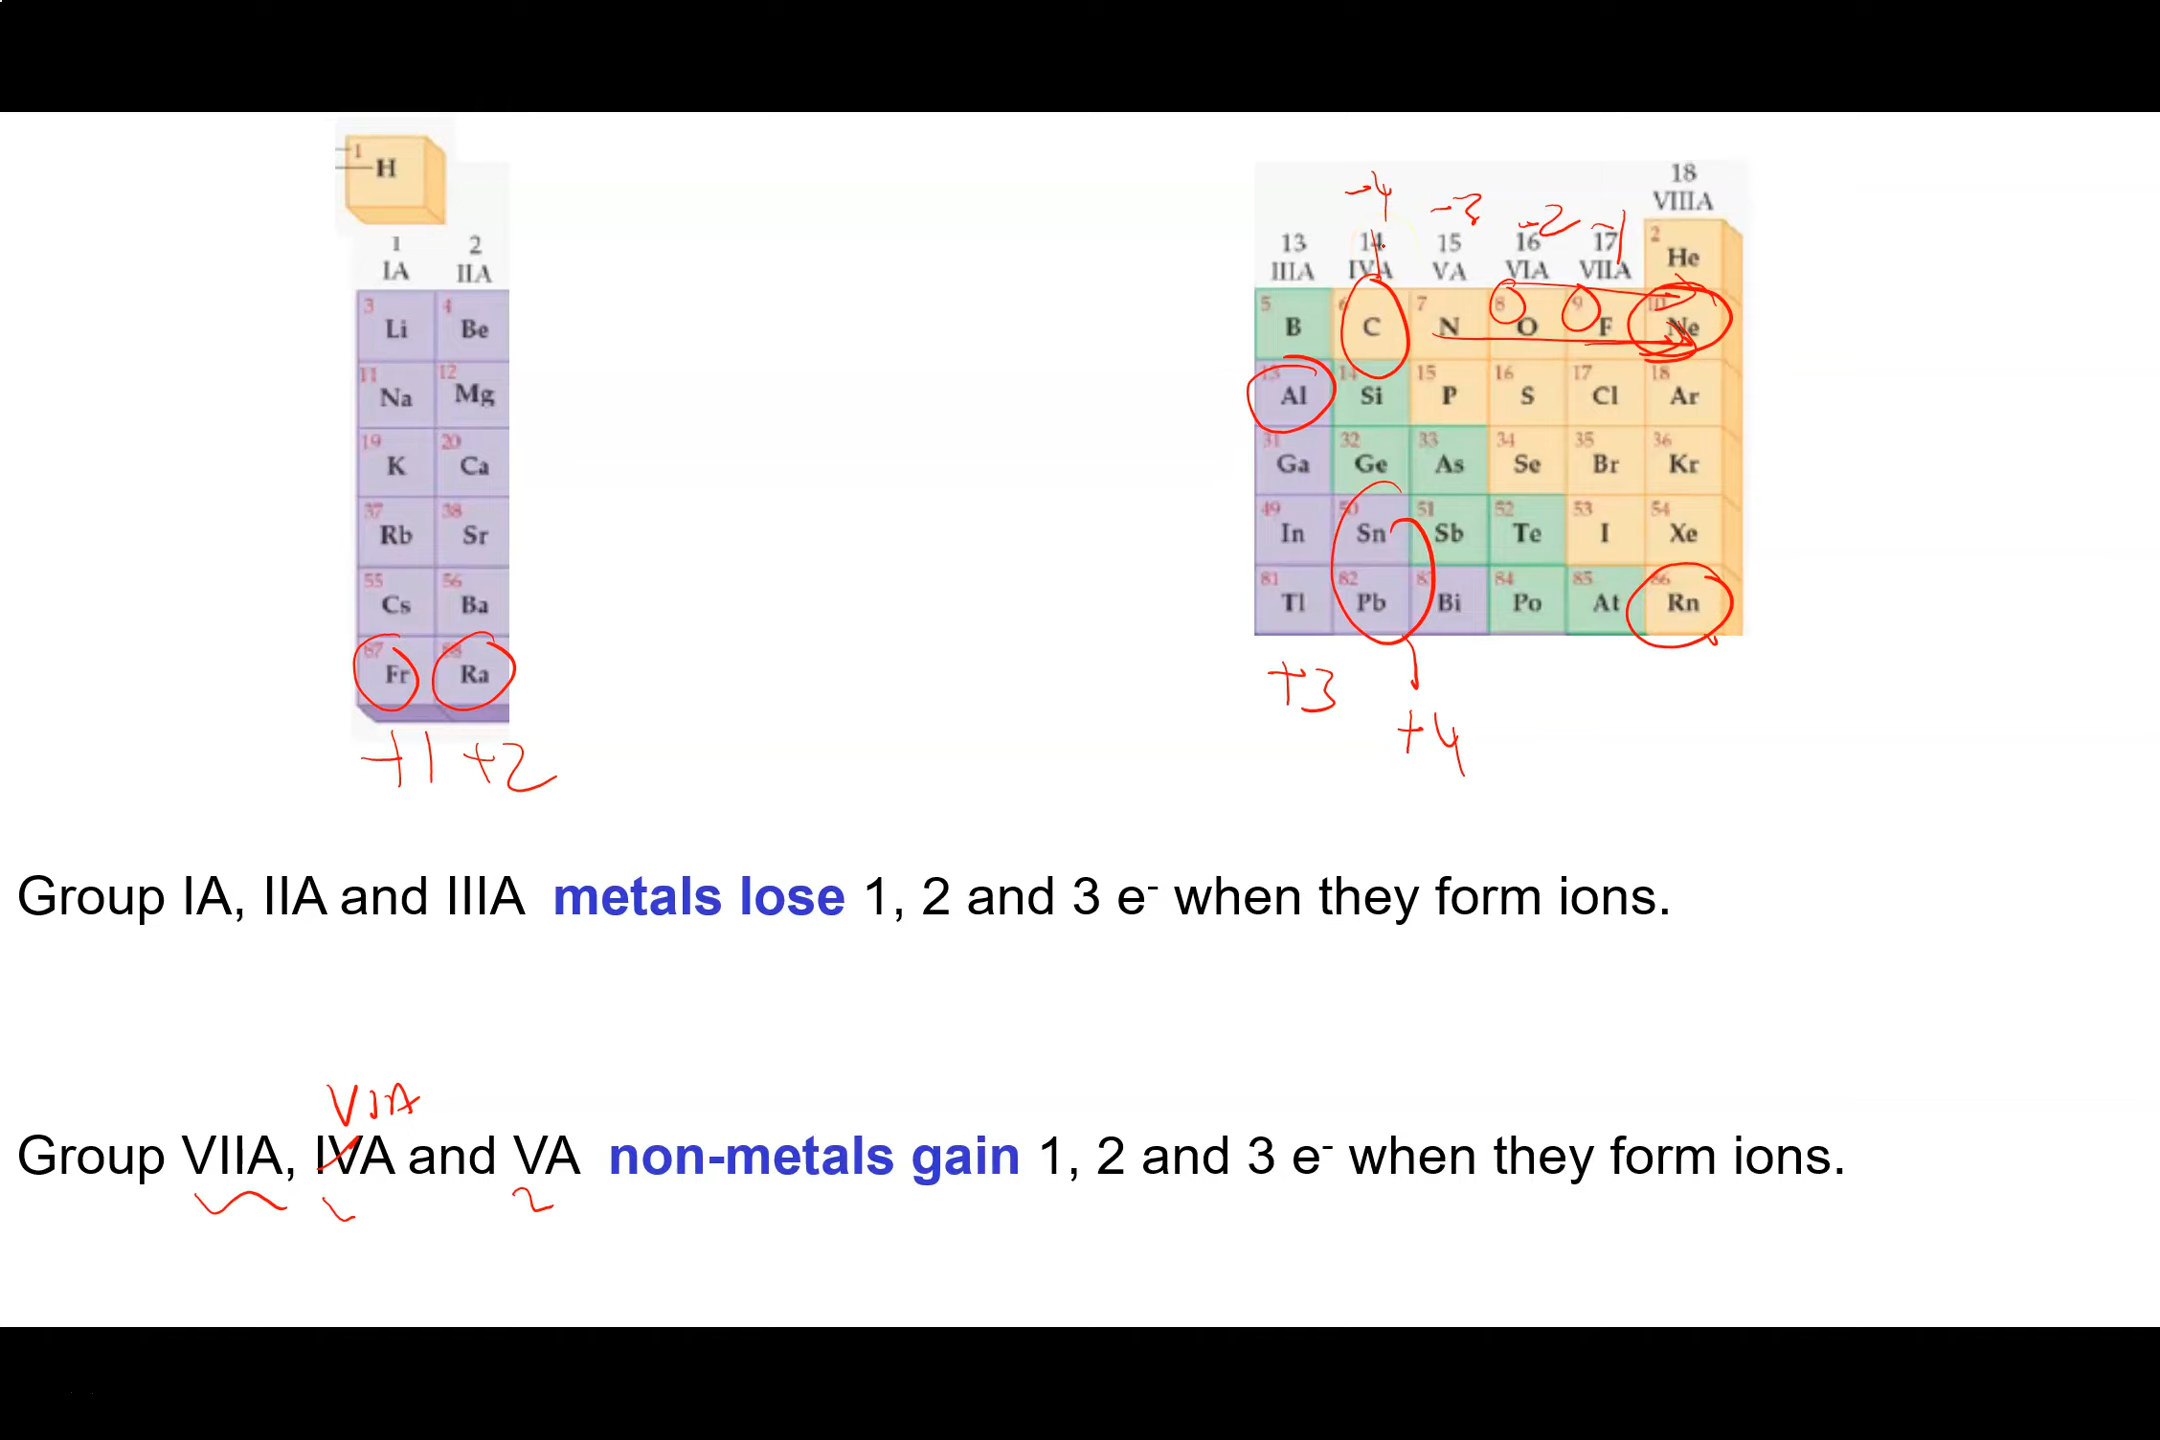 1
H
1
IA
2
IIA
3
Li
4
Be
11
Na
12
Mg
19
K
20
Ca
37
Rb
38
Sr
55
Cs
56
Ba
87
Fr
88
Ra
+1 +2
-4 -3 -2 -1
13
IIIA
14
IVA
15
VA
16
VIA
17
VIIA
18
VIIIA
2
He
5
B
6
C
7
N
8
O
9
F
10
Ne
13
Al
14
Si
15
P
16
S
17
Cl
18
Ar
31
Ga
32
Ge
33
As
34
Se
35
Br
36
Kr
49
In
50
Sn
51
Sb
52
Te
53
I
54
Xe
81
Tl
82
Pb
83
Bi
84
Po
85
At
86
Rn
+3
+4
Group IA, IIA and IIIA metals lose 1, 2 and 3 e⁻ when they form ions.
VIA
Group VIIA, IVA and VA non-metals gain 1, 2 and 3 e⁻ when they form ions.